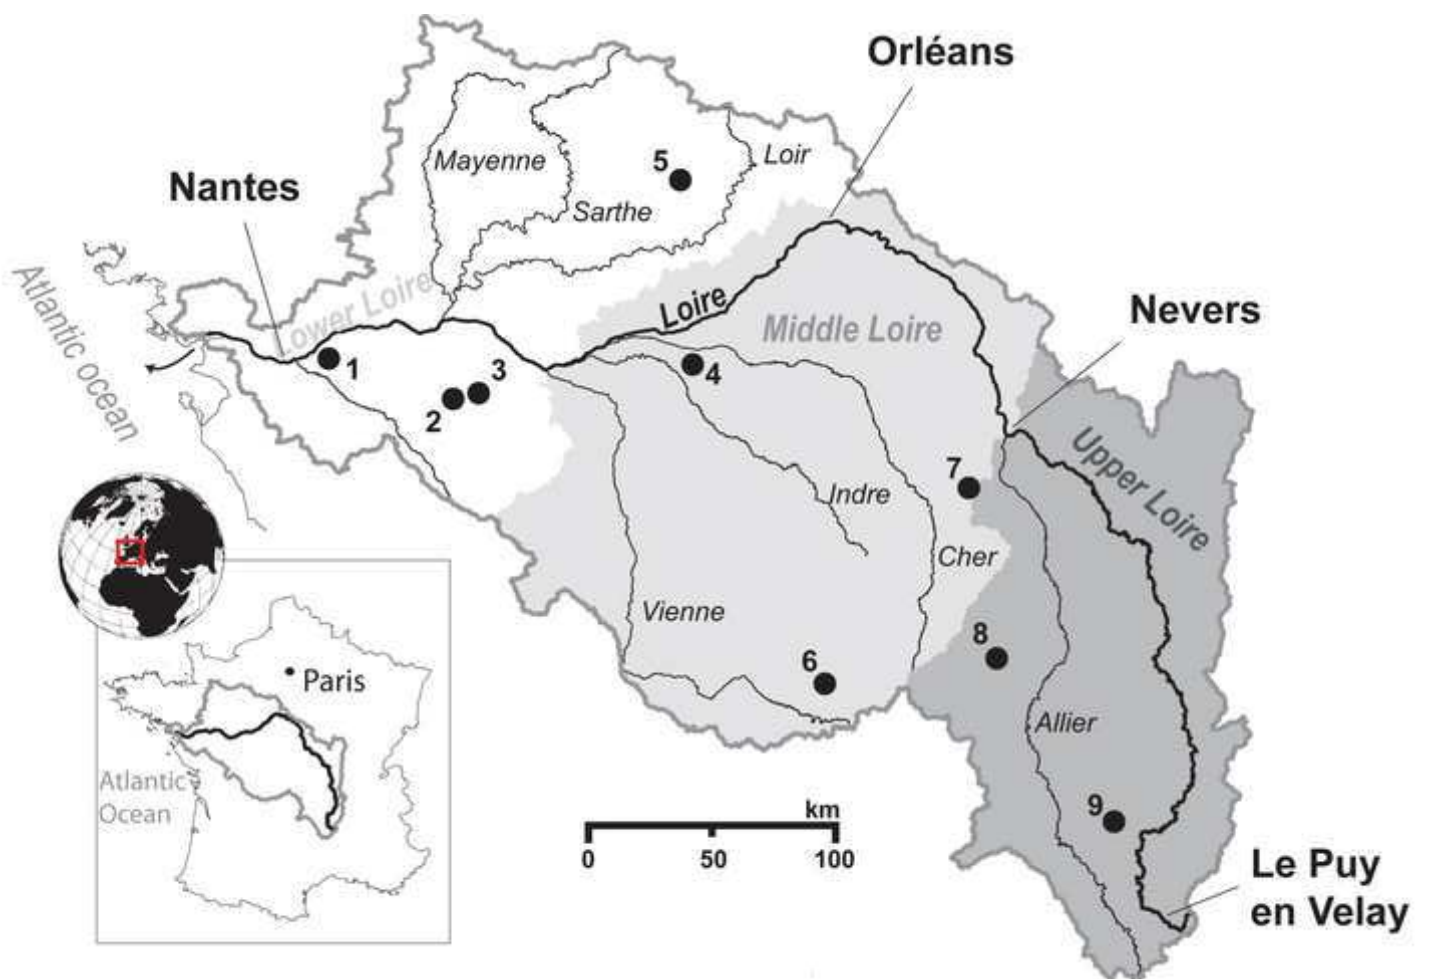 Orléans
Mayenne
5
Loir
Nantes
Sarthe
Atlantic ocean
Lower Loire
Loire
Middle Loire
Nevers
1
2
3
4
Upper Loire
7
Indre
Cher
Vienne
8
6
Paris
Allier
Atlantic
Ocean
9
km
0 50 100
Le Puy
en Velay